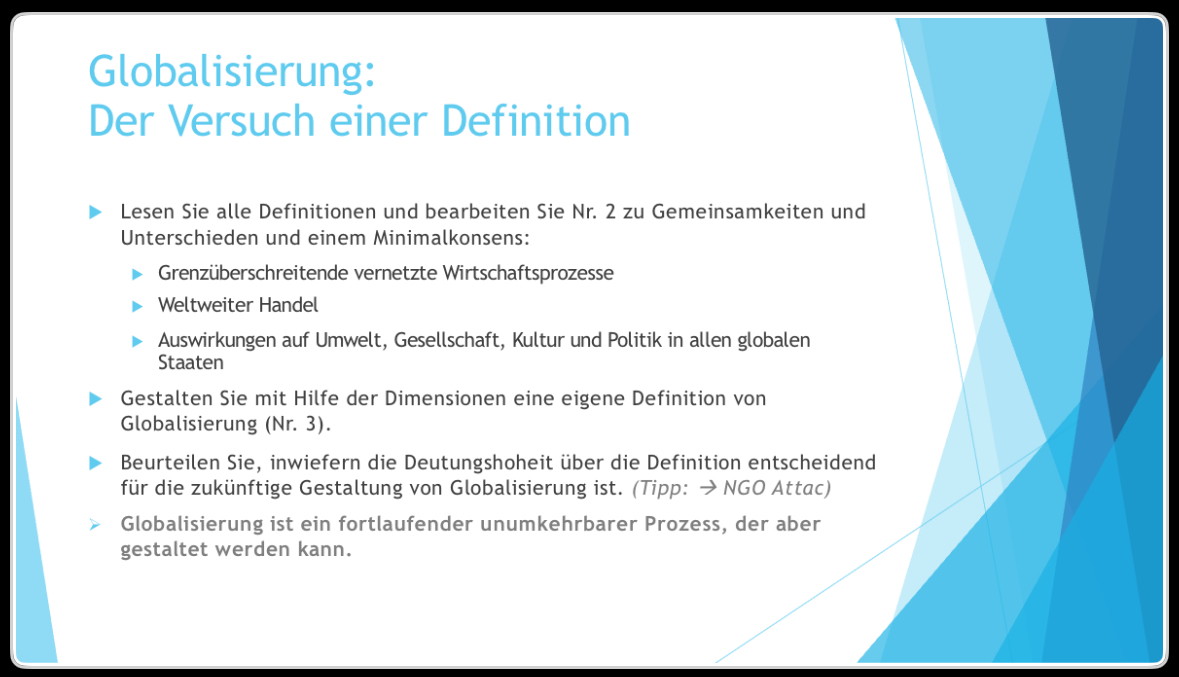 Globalisierung:
Der Versuch einer Definition
Lesen Sie alle Definitionen und bearbeiten Sie Nr. 2 zu Gemeinsamkeiten und
Unterschieden und einem Minimalkonsens:
Grenzüberschreitende vernetzte Wirtschaftsprozesse
Weltweiter Handel
Auswirkungen auf Umwelt, Gesellschaft, Kultur und Politik in allen globalen
Staaten
Gestalten Sie mit Hilfe der Dimensionen eine eigene Definition von
Globalisierung (Nr. 3).
Beurteilen Sie, inwiefern die Deutungshoheit über die Definition entscheidend
für die zukünftige Gestaltung von Globalisierung ist. (Tipp: → NGO Attac)
Globalisierung ist ein fortlaufender unumkehrbarer Prozess, der aber
gestaltet werden kann.